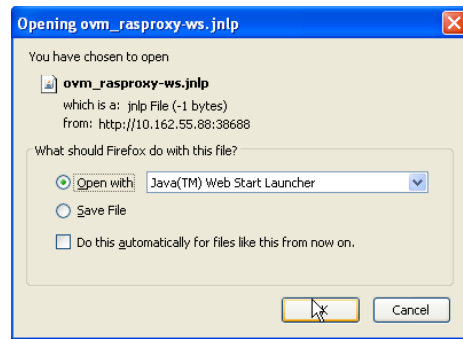 Opening ovm_rasproxy-ws.jnlp
You have chosen to open
ovm_rasproxy-ws.jnlp
which is a: jnlp File (-1 bytes)
from: http://10.162.55.88:38688
What should Firefox do with this file?
Open with Java(TM) Web Start Launcher
Save File
Do this automatically for files like this from now on.
Cancel